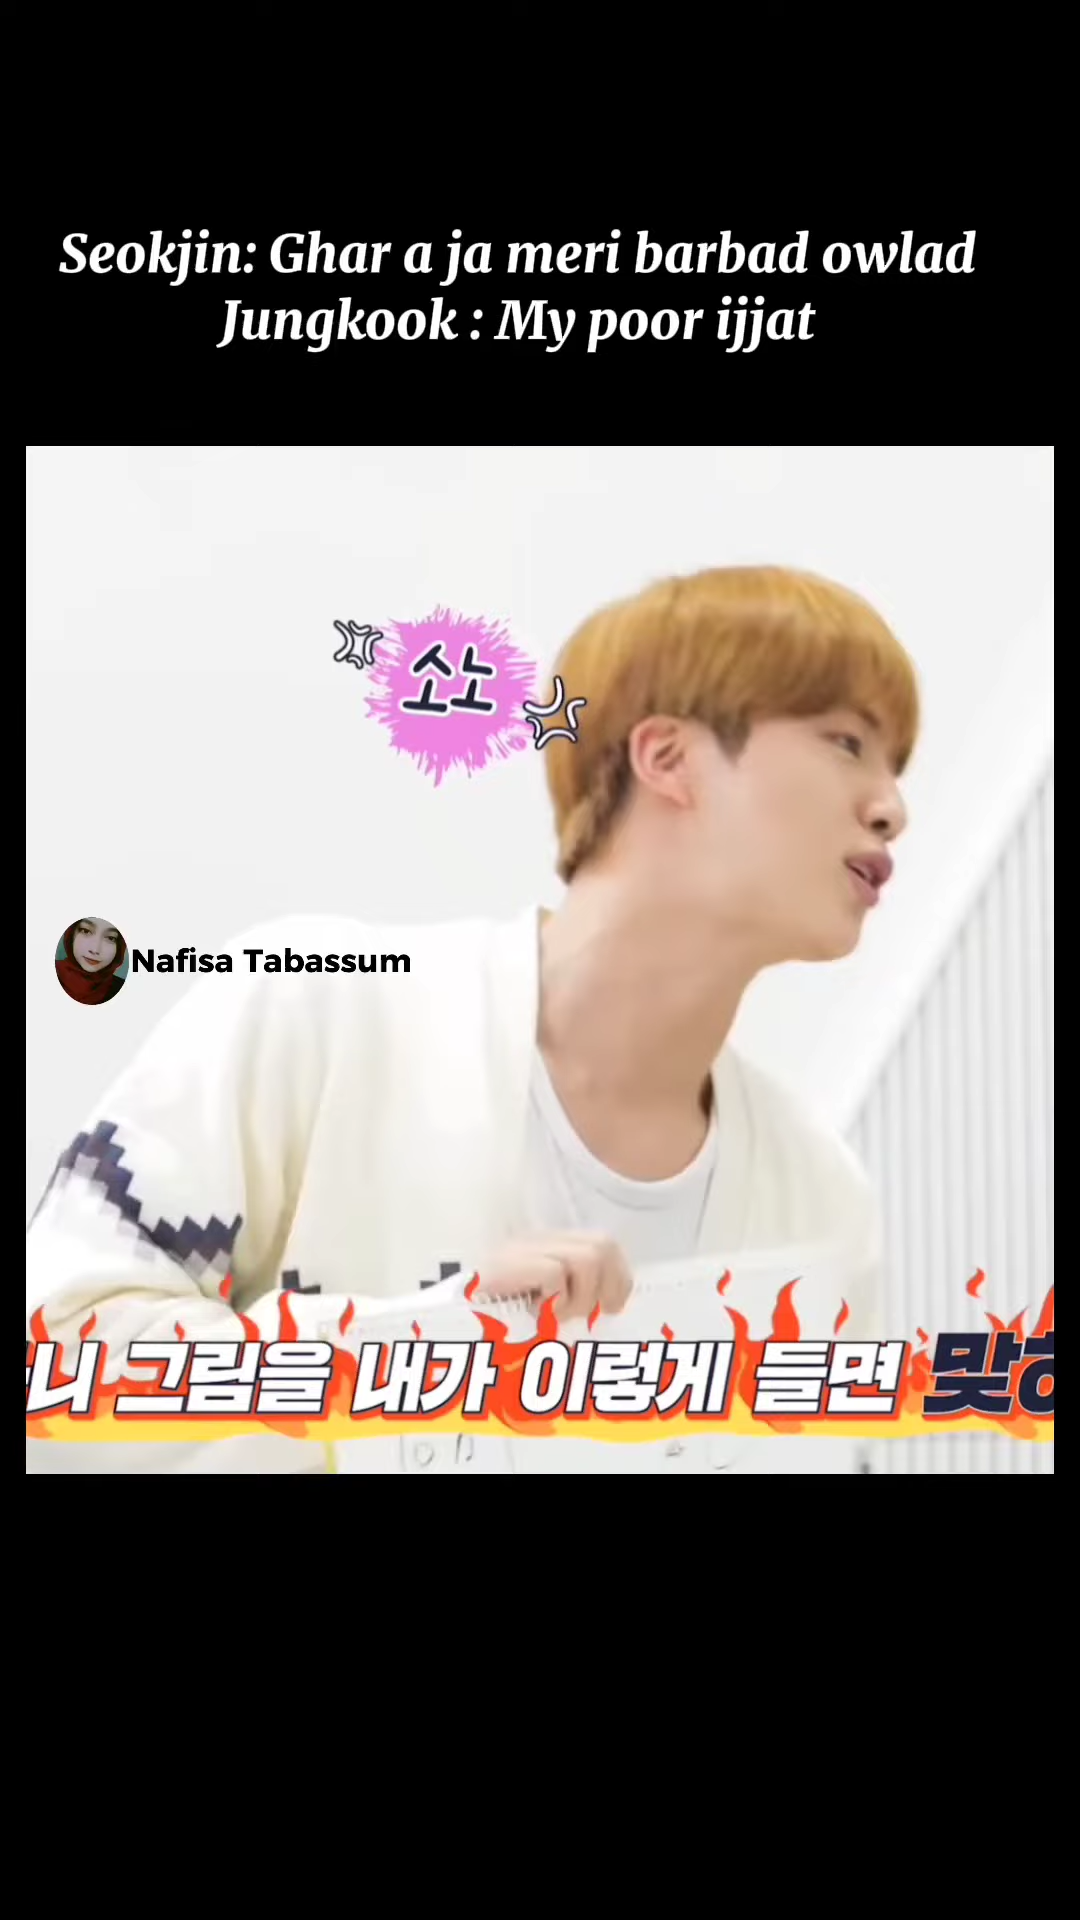 Seokjin: Ghar a ja meri barbad owlad
Jungkook : My poor ijjat
소노
Nafisa Tabassum
니 그림을 내가 이렇게 들면